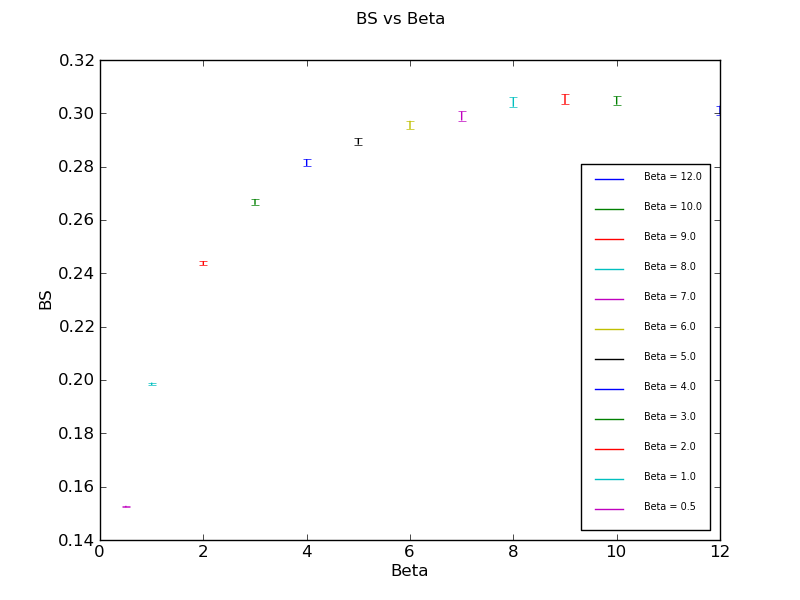 BS vs Beta
0.32
0.30
0.28
0.26
0.24
0.22
0.20
0.18
0.16
0.14
BS
0
2
4
6
8
10
12
Beta
Beta = 12.0
Beta = 10.0
Beta = 9.0
Beta = 8.0
Beta = 7.0
Beta = 6.0
Beta = 5.0
Beta = 4.0
Beta = 3.0
Beta = 2.0
Beta = 1.0
Beta = 0.5